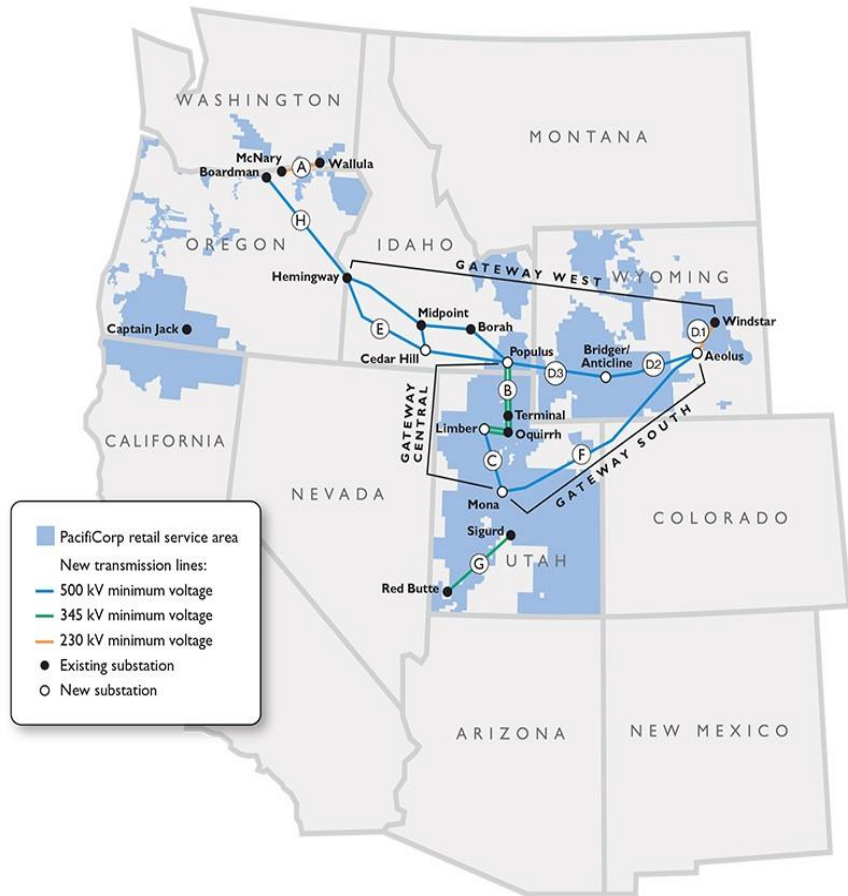 WASHINGTON
MONTANA
McNary
A
Wallula
Boardman
H
OREGON
IDAHO
GATEWAY WEST
WYOMING
Hemingway
Midpoint
Borah
Windstar
D.1
Captain Jack
E
Cedar Hill
Populus
Bridger/
Anticline
D.3
D.2
Aeolus
B
GATEWAY
CENTRAL
Terminal
Limber
Oquirrh
CALIFORNIA
C
F
GATEWAY SOUTH
NEVADA
Mona
COLORADO
Sigurd
UTAH
G
Red Butte
PacifiCorp retail service area
New transmission lines:
500 kV minimum voltage
345 kV minimum voltage
230 kV minimum voltage
Existing substation
New substation
ARIZONA
NEW MEXICO